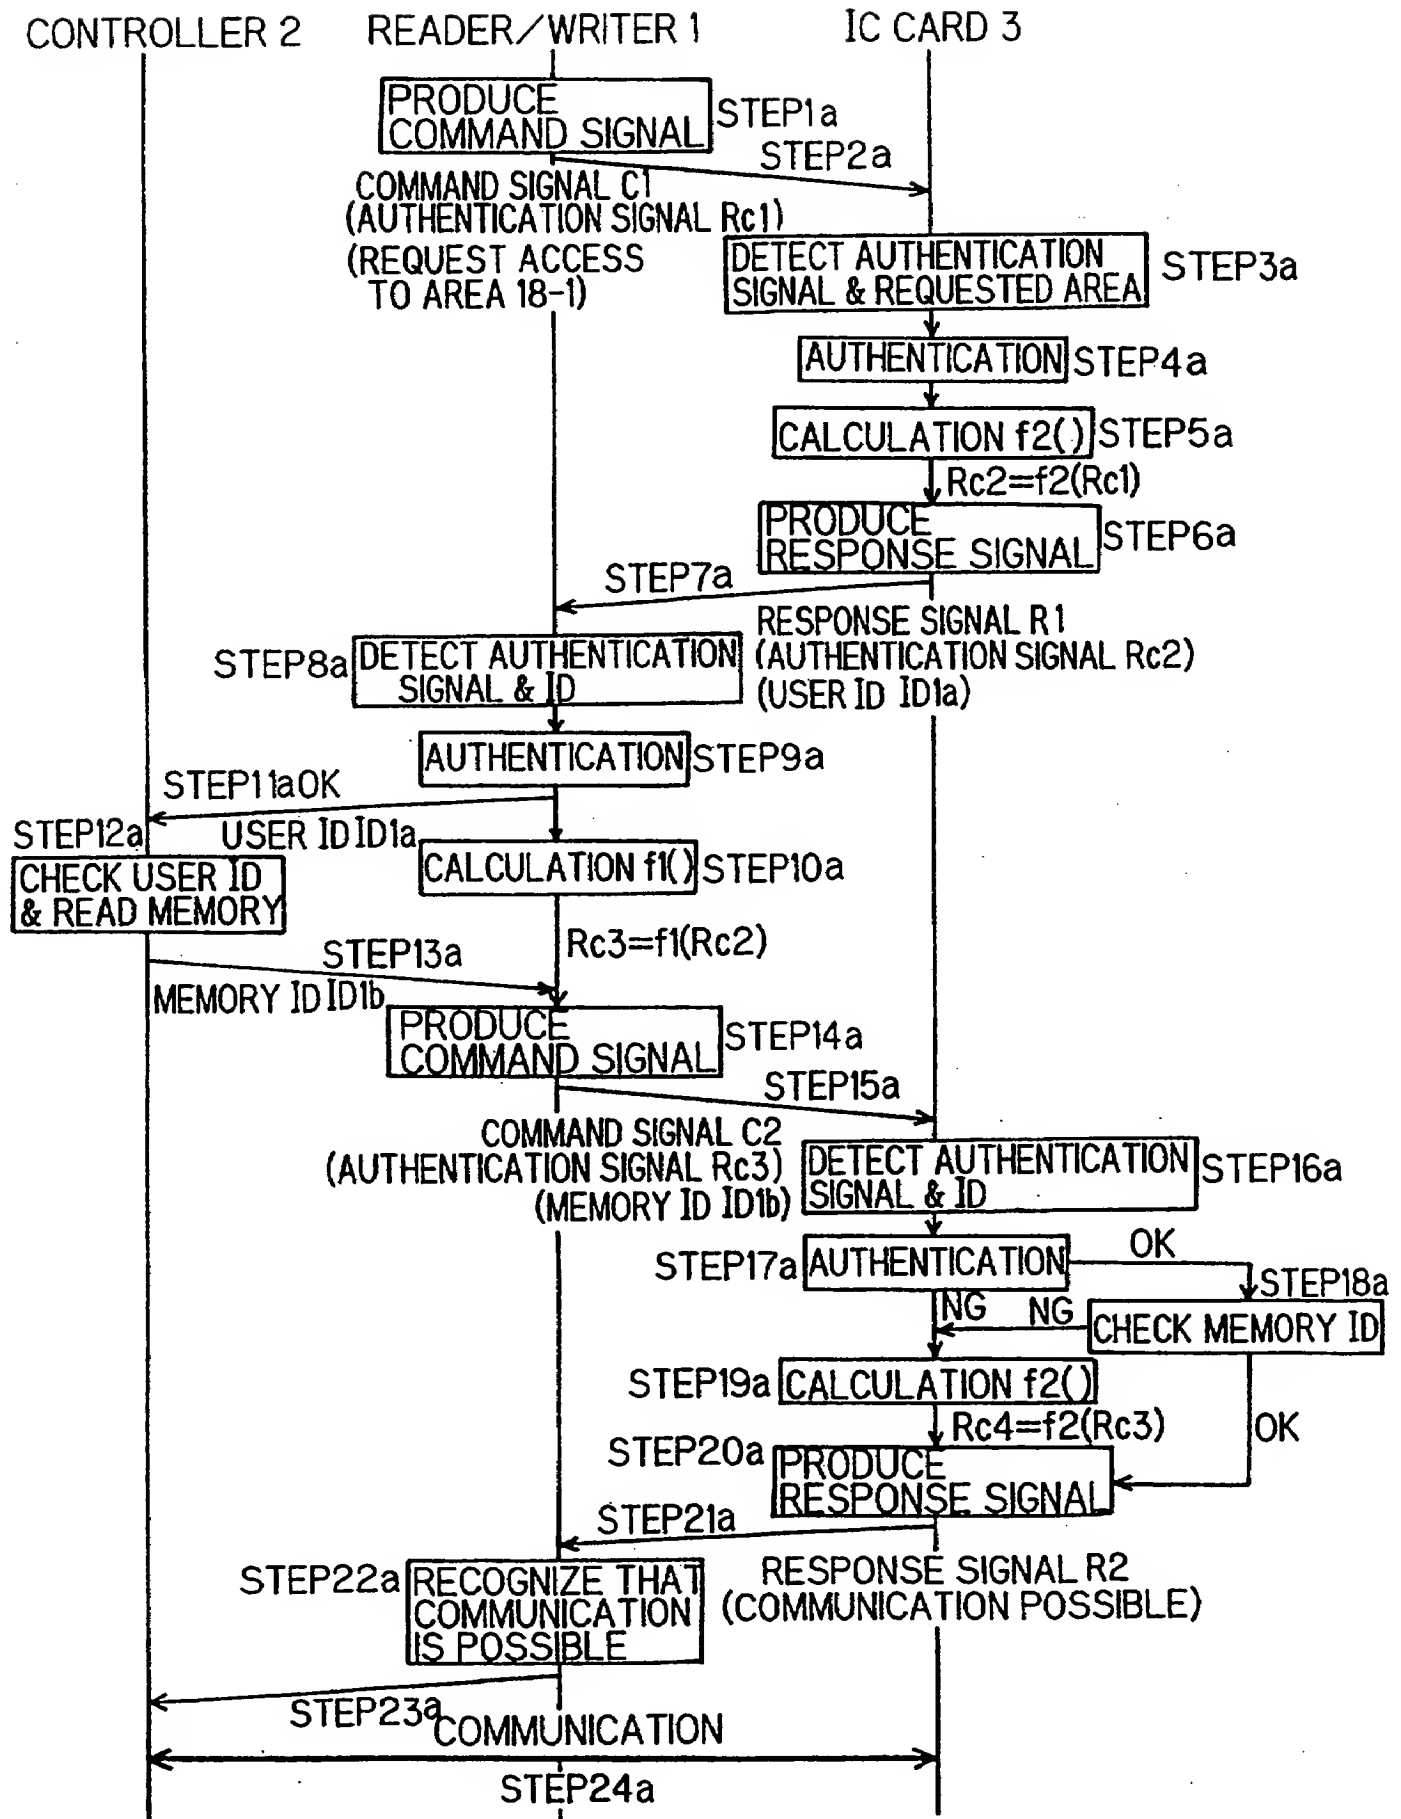 CONTROLLER 2
READER/WRITER 1
IC CARD 3
PRODUCE
COMMAND SIGNAL
STEP1a
STEP2a
COMMAND SIGNAL C1
(AUTHENTICATION SIGNAL Rc1)
(REQUEST ACCESS
TO AREA 18-1)
DETECT AUTHENTICATION
SIGNAL & REQUESTED AREA
STEP3a
AUTHENTICATION
STEP4a
CALCULATION f2()
STEP5a
Rc2=f2(Rc1)
PRODUCE
RESPONSE SIGNAL
STEP6a
STEP7a
RESPONSE SIGNAL R1
(AUTHENTICATION SIGNAL Rc2)
(USER ID ID1a)
STEP8a
DETECT AUTHENTICATION
SIGNAL & ID
AUTHENTICATION
STEP9a
STEP11a OK
USER ID ID1a
STEP12a
CHECK USER ID
& READ MEMORY
CALCULATION f1()
STEP10a
Rc3=f1(Rc2)
STEP13a
MEMORY ID ID1b
PRODUCE
COMMAND SIGNAL
STEP14a
STEP15a
COMMAND SIGNAL C2
(AUTHENTICATION SIGNAL Rc3)
(MEMORY ID ID1b)
DETECT AUTHENTICATION
SIGNAL & ID
STEP16a
STEP17a
AUTHENTICATION
OK
STEP18a
NG
NG
CHECK MEMORY ID
STEP19a
CALCULATION f2()
Rc4=f2(Rc3)
OK
STEP20a
PRODUCE
RESPONSE SIGNAL
STEP21a
RESPONSE SIGNAL R2
(COMMUNICATION POSSIBLE)
STEP22a
RECOGNIZE THAT
COMMUNICATION
IS POSSIBLE
STEP23a
COMMUNICATION
STEP24a